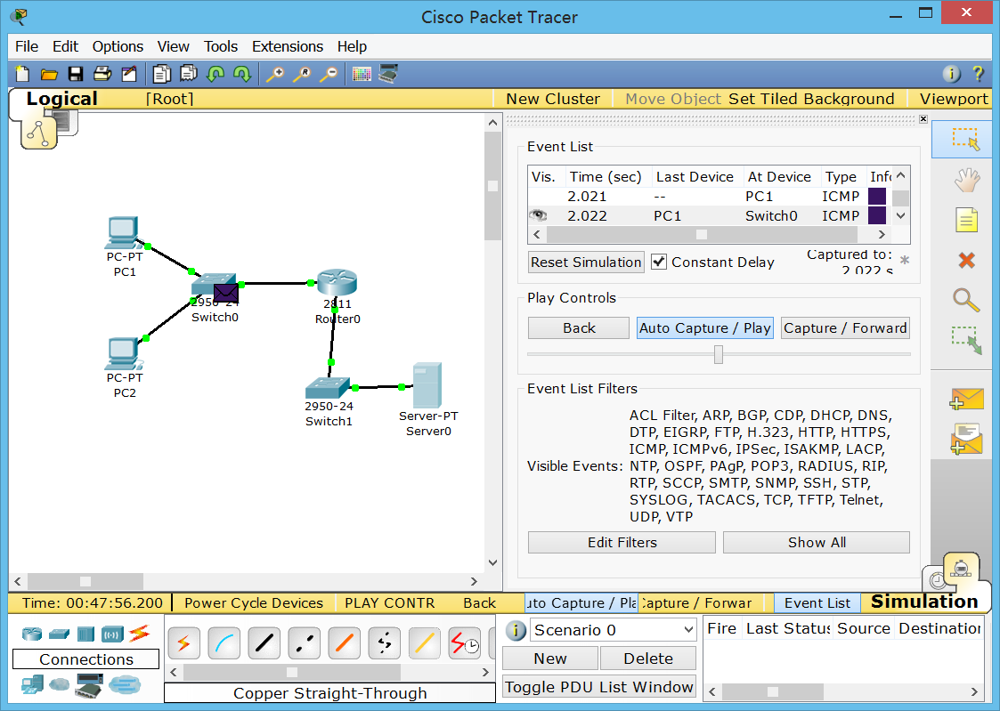 Cisco Packet Tracer
File Edit Options View Tools Extensions Help
Logical [Root] New Cluster Move Object Set Tiled Background Viewport
Event List
Vis. Time (sec) Last Device At Device Type Info
2.021 -- PC1 ICMP
2.022 PC1 Switch0 ICMP
Reset Simulation Constant Delay Captured to:
2.022 s
Play Controls
Back Auto Capture / Play Capture / Forward
Event List Filters
Visible Events:
ACL Filter, ARP, BGP, CDP, DHCP, DNS,
DTP, EIGRP, FTP, H.323, HTTP, HTTPS,
ICMP, ICMPv6, IPSec, ISAKMP, LACP,
NTP, OSPF, PAgP, POP3, RADIUS, RIP,
RTP, SCCP, SMTP, SNMP, SSH, STP,
SYSLOG, TACACS, TCP, TFTP, Telnet,
UDP, VTP
Edit Filters Show All
PC-PT
PC1
2950-24
Switch0
2811
Router0
PC-PT
PC2
2950-24
Switch1
Server-PT
Server0
Time: 00:47:56.200 Power Cycle Devices PLAY CONTR Back uto Capture / Pla Capture / Forwar Event List Simulation
Connections
Copper Straight-Through
Scenario 0
New Delete
Toggle PDU List Window
Fire Last Status Source Destination